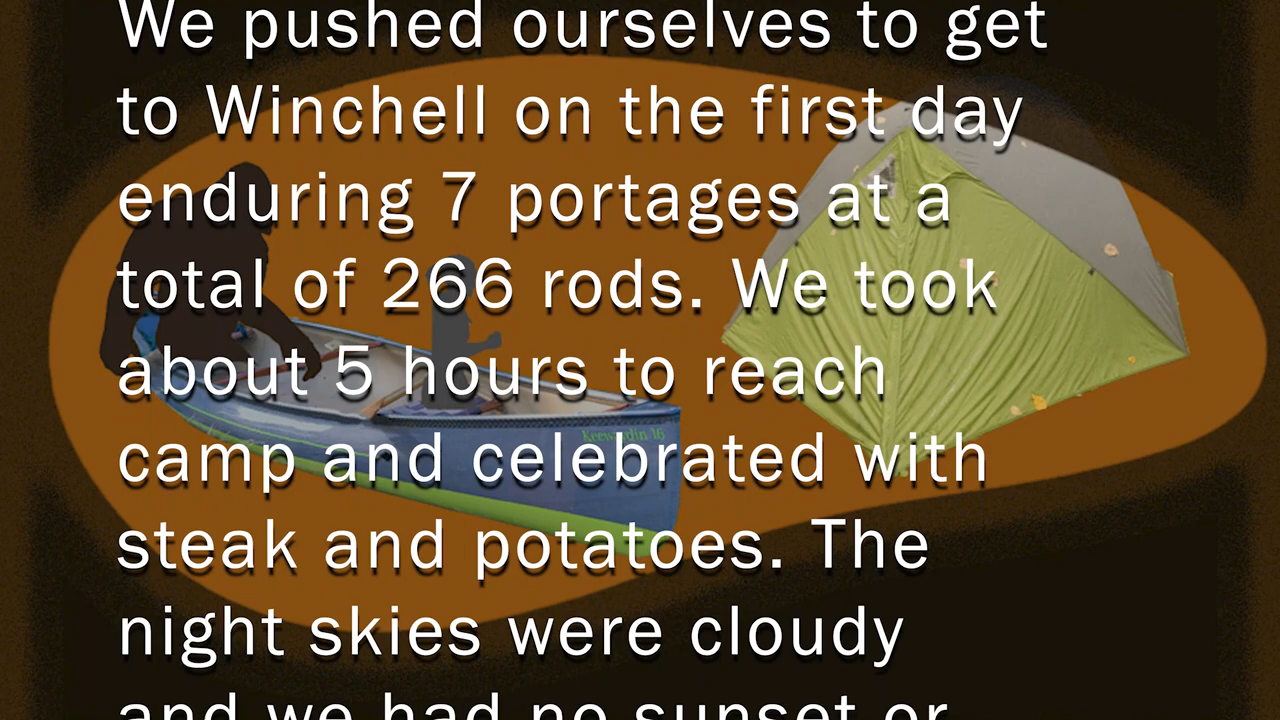 We pushed ourselves to get
to Winchell on the first day
enduring 7 portages at a
total of 266 rods. We took
about 5 hours to reach
camp and celebrated with
Keewaydin 16
steak and potatoes. The
night skies were cloudy
and we had no sunset or